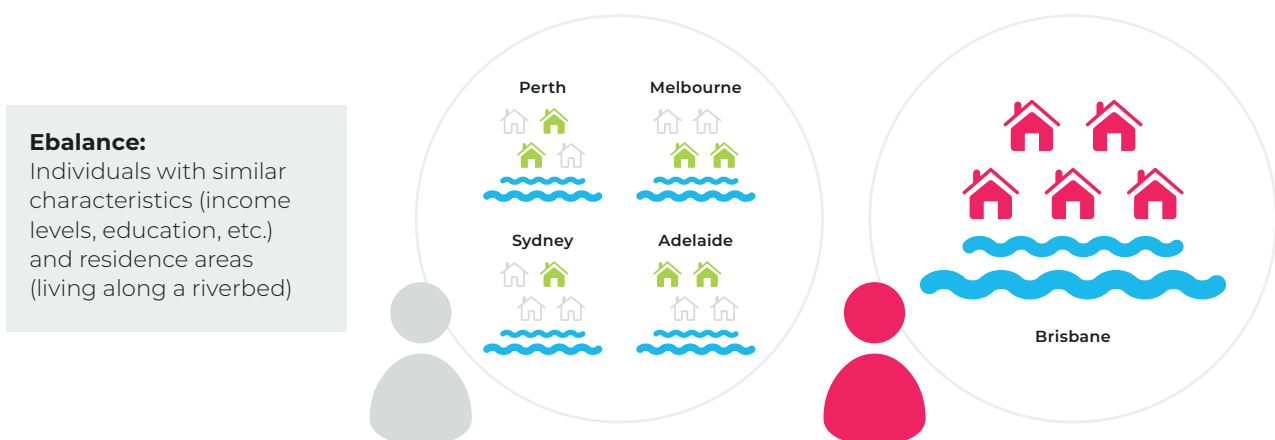 Ebalance:
Individuals with similar
characteristics (income
levels, education, etc.)
and residence areas
(living along a riverbed)
Perth
Melbourne
Sydney
Adelaide
Brisbane